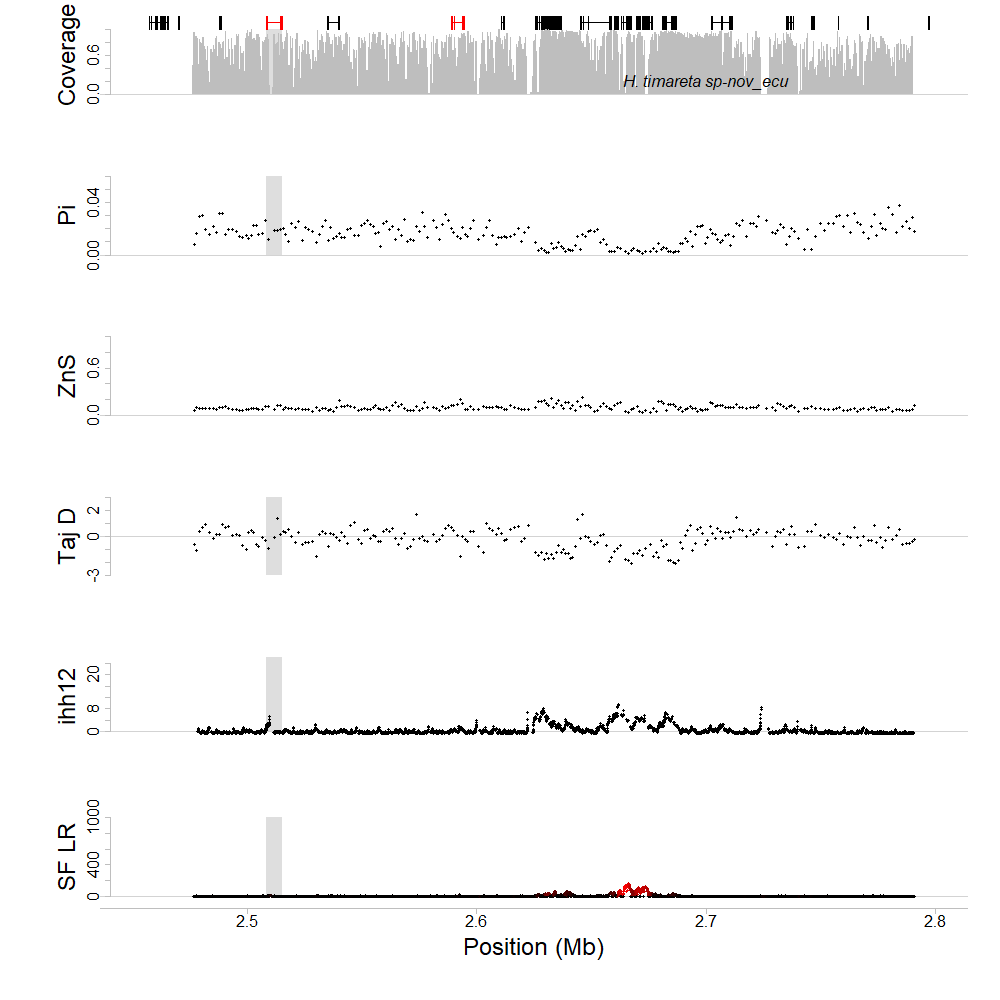 Coverage
0.0 0.6
H. timareta sp-nov_ecu
Pi
0.00 0.04
ZnS
0.0 0.6
Taj D
-3 0 2
ihh12
0 8 20
SF LR
0 400 1000
2.5 2.6 2.7 2.8
Position (Mb)